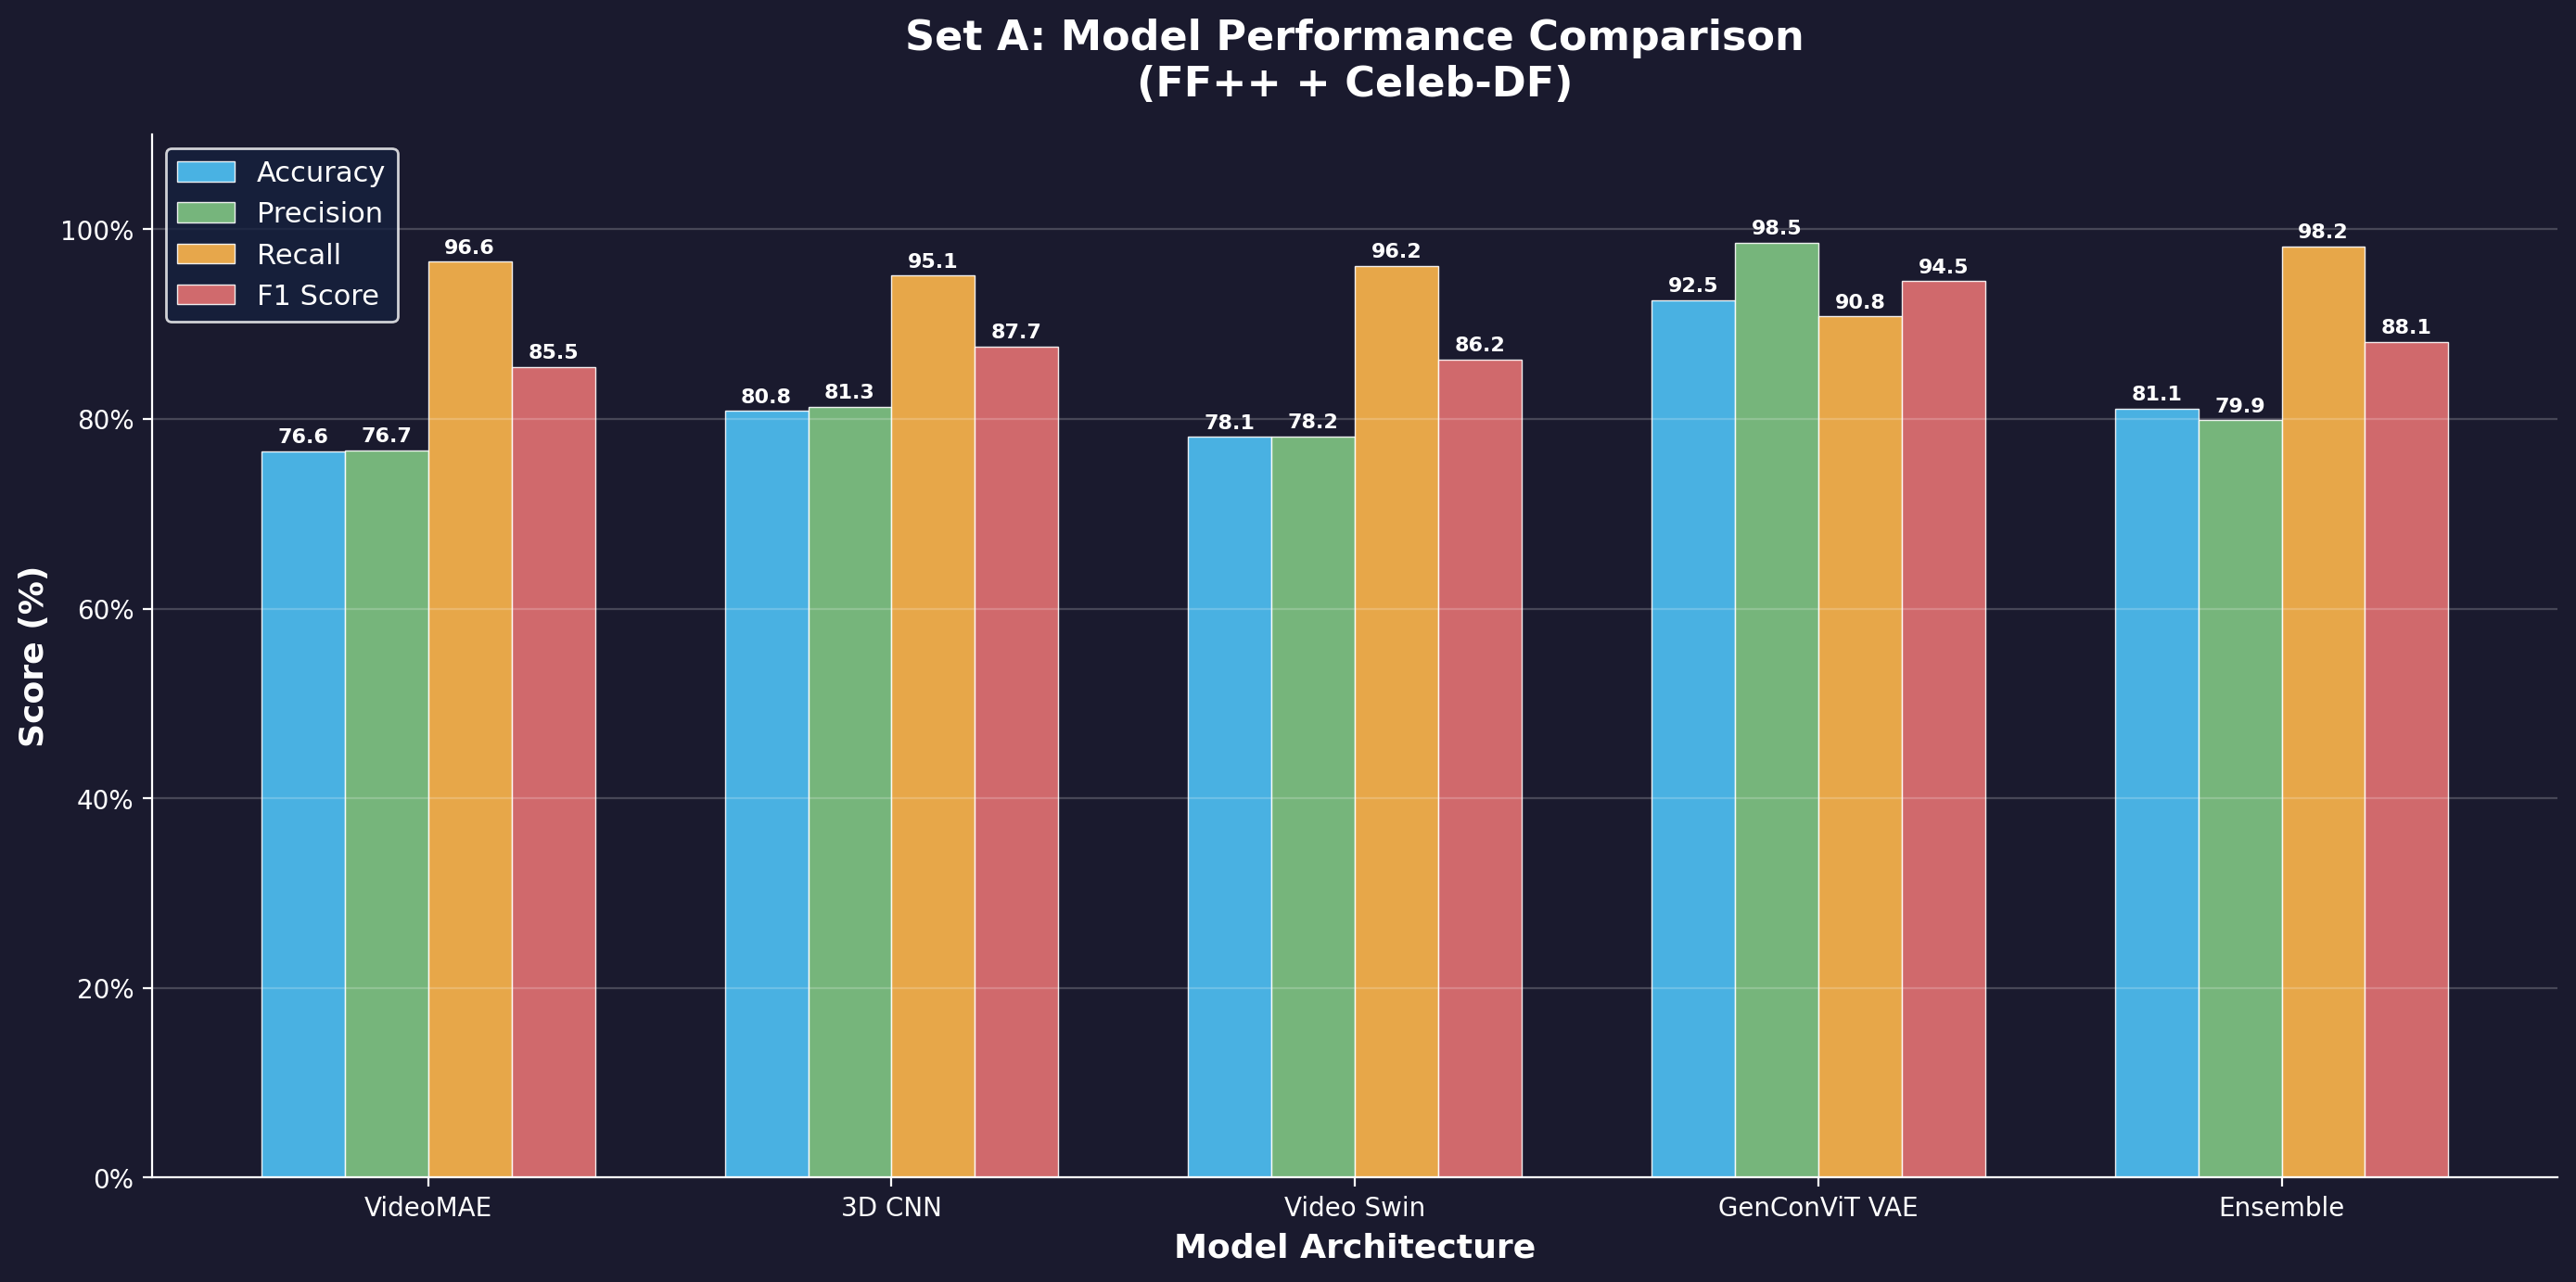 Set A: Model Performance Comparison
(FF++ + Celeb-DF)
Accuracy
Precision
Recall
F1 Score
Score (%)
100%
80%
60%
40%
20%
0%
76.6
76.7
96.6
85.5
80.8
81.3
95.1
87.7
78.1
78.2
96.2
86.2
92.5
98.5
90.8
94.5
81.1
79.9
98.2
88.1
VideoMAE
3D CNN
Video Swin
GenConViT VAE
Ensemble
Model Architecture